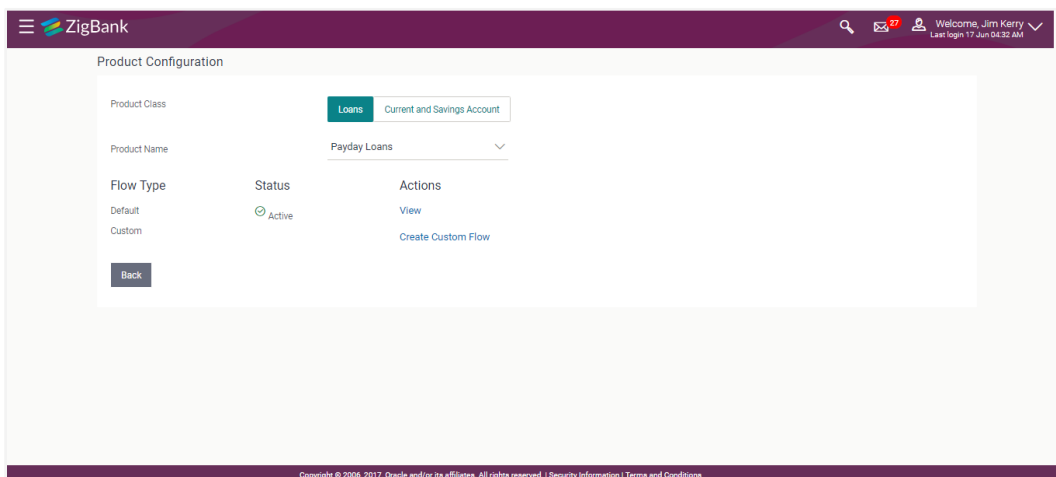 ZigBank
27
Welcome, Jim Kerry
Last login 17 Jun 04:32 AM
Product Configuration
Product Class
Loans
Current and Savings Account
Product Name
Payday Loans
Flow Type Status Actions
Default Active View
Custom Create Custom Flow
Back
Copyright © 2006, 2017, Oracle and/or its affiliates. All rights reserved. | Security Information | Terms and Conditions